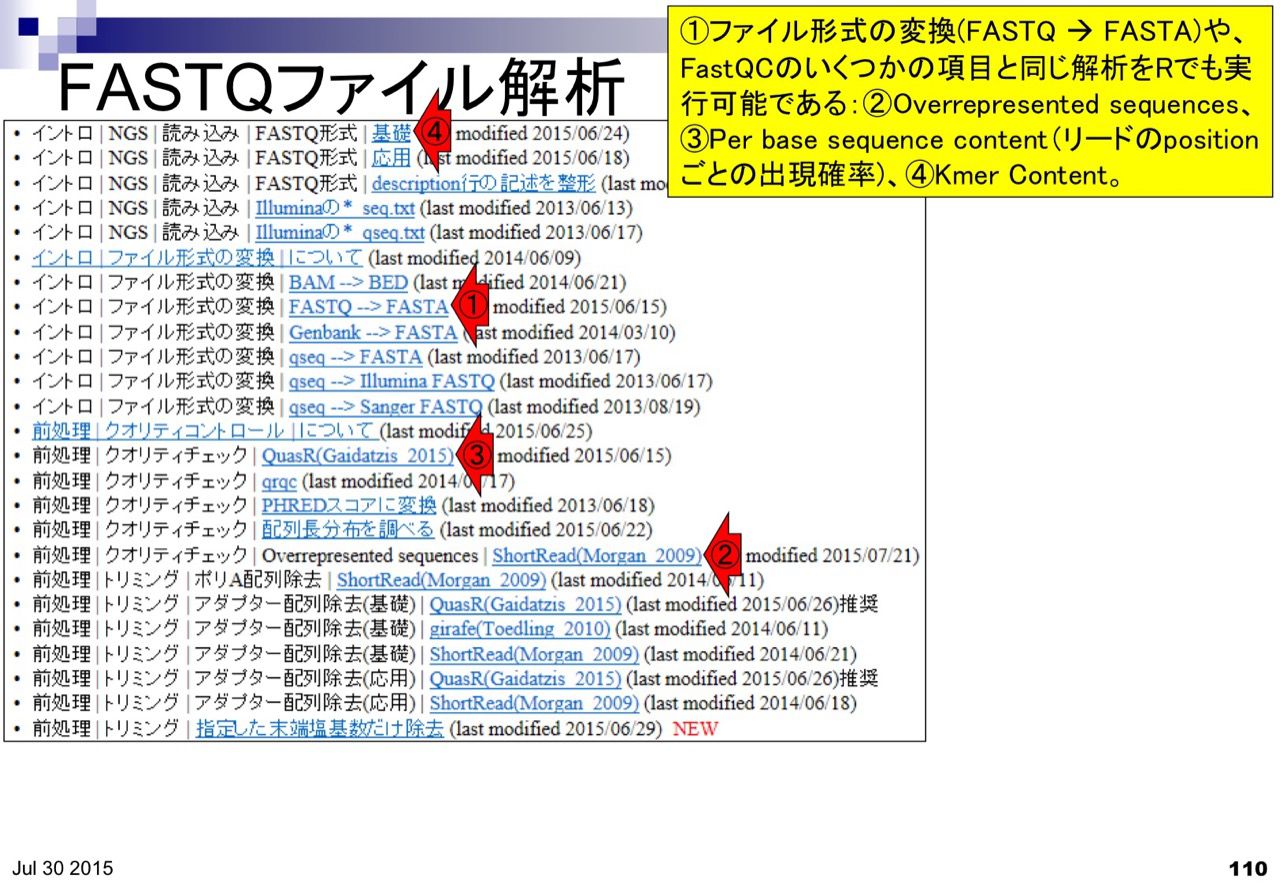 FASTQファイル解析
①ファイル形式の変換(FASTQ → FASTA)や、
FastQCのいくつかの項目と同じ解析をRでも実
行可能である：②Overrepresented sequences、
③Per base sequence content（リードのposition
ごとの出現確率）、④Kmer Content。
• イントロ | NGS | 読み込み | FASTQ形式 | 基礎 ④ modified 2015/06/24)
• イントロ | NGS | 読み込み | FASTQ形式 | 応用 (last modified 2015/06/18)
• イントロ | NGS | 読み込み | FASTQ形式 | description行の記述を整形 (last mo
• イントロ | NGS | 読み込み | Illuminaの*_seq.txt (last modified 2013/06/13)
• イントロ | NGS | 読み込み | Illuminaの*_qseq.txt (last modified 2013/06/17)
• イントロ | ファイル形式の変換 | について (last modified 2014/06/09)
• イントロ | ファイル形式の変換 | BAM --> BED (last modified 2014/06/21)
• イントロ | ファイル形式の変換 | FASTQ --> FASTA ① modified 2015/06/15)
• イントロ | ファイル形式の変換 | Genbank --> FASTA (last modified 2014/03/10)
• イントロ | ファイル形式の変換 | qseq --> FASTA (last modified 2013/06/17)
• イントロ | ファイル形式の変換 | qseq --> Illumina FASTQ (last modified 2013/06/17)
• イントロ | ファイル形式の変換 | qseq --> Sanger FASTQ (last modified 2013/08/19)
• 前処理 | クオリティコントロール | について (last modified 2015/06/25)
• 前処理 | クオリティチェック | QuasR(Gaidatzis_2015) ③ modified 2015/06/15)
• 前処理 | クオリティチェック | qrqc (last modified 2014/0 /17)
• 前処理 | クオリティチェック | PHREDスコアに変換 (last modified 2013/06/18)
• 前処理 | クオリティチェック | 配列長分布を調べる (last modified 2015/06/22)
• 前処理 | クオリティチェック | Overrepresented sequences | ShortRead(Morgan_2009) ② modified 2015/07/21)
• 前処理 | トリミング | ポリA配列除去 | ShortRead(Morgan_2009) (last modified 2014/0 /11)
• 前処理 | トリミング | アダプター配列除去(基礎) | QuasR(Gaidatzis_2015) (last modified 2015/06/26)推奨
• 前処理 | トリミング | アダプター配列除去(基礎) | girafe(Toedling_2010) (last modified 2014/06/11)
• 前処理 | トリミング | アダプター配列除去(基礎) | ShortRead(Morgan_2009) (last modified 2014/06/21)
• 前処理 | トリミング | アダプター配列除去(応用) | QuasR(Gaidatzis_2015) (last modified 2015/06/26)推奨
• 前処理 | トリミング | アダプター配列除去(応用) | ShortRead(Morgan_2009) (last modified 2014/06/18)
• 前処理 | トリミング | 指定した末端塩基数だけ除去 (last modified 2015/06/29) NEW
Jul 30 2015
110